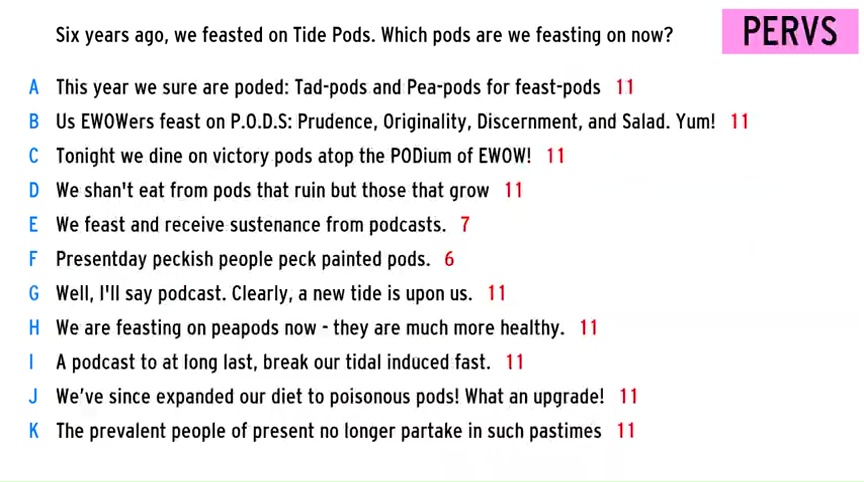 Six years ago, we feasted on Tide Pods. Which pods are we feasting on now?
PERVS
A This year we sure are poded: Tad-pods and Pea-pods for feast-pods 11
B Us EWOWers feast on P.O.D.S: Prudence, Originality, Discernment, and Salad. Yum! 11
C Tonight we dine on victory pods atop the PODium of EWOW! 11
D We shan't eat from pods that ruin but those that grow 11
E We feast and receive sustenance from podcasts. 7
F Presentday peckish people peck painted pods. 6
G Well, I'll say podcast. Clearly, a new tide is upon us. 11
H We are feasting on peapods now - they are much more healthy. 11
I A podcast to at long last, break our tidal induced fast. 11
J We've since expanded our diet to poisonous pods! What an upgrade! 11
K The prevalent people of present no longer partake in such pastimes 11